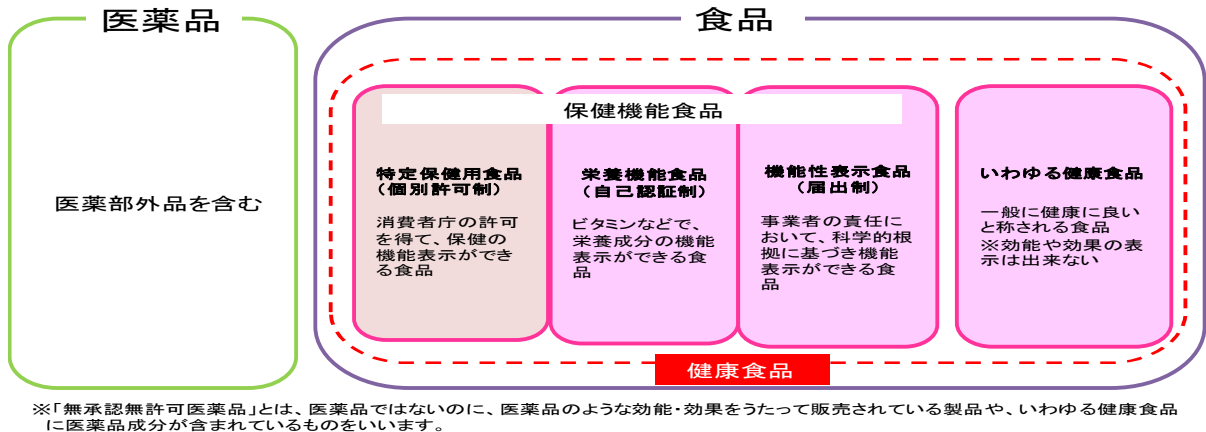 医薬品
食品
医薬部外品を含む
保健機能食品
特定保健用食品
（個別許可制）
消費者庁の許可
を得て、保健の
機能表示ができ
る食品
栄養機能食品
（自己認証制）
ビタミンなどで、
栄養成分の機能
表示ができる食
品
機能性表示食品
（届出制）
事業者の責任に
おいて、科学的根
拠に基づき機能
表示ができる食
品
いわゆる健康食品
一般に健康に良い
と称される食品
※効能や効果の表
示は出来ない
健康食品
※「無承認無許可医薬品」とは、医薬品ではないのに、医薬品のような効能・効果をうたって販売されている製品や、いわゆる健康食品
に医薬品成分が含まれているものをいいます。